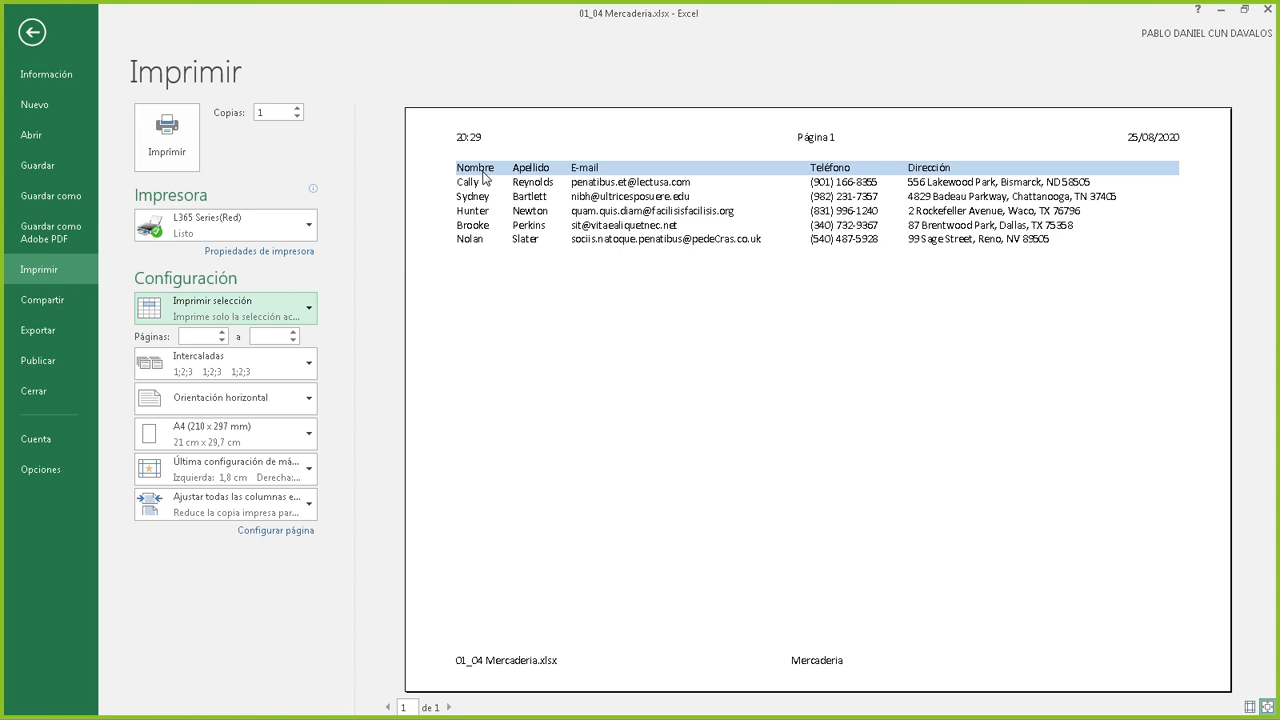 01_04 Mercaderia.xlsx - Excel
?
PABLO DANIEL CUN DAVALOS
Información
Nuevo
Abrir
Guardar
Guardar como
Guardar como
Adobe PDF
Imprimir
Compartir
Exportar
Publicar
Cerrar
Cuenta
Opciones
Imprimir
Imprimir
Copias: 1
Impresora
L365 Series(Red)
Listo
Propiedades de impresora
Configuración
Imprimir selección
Imprime solo la selección ac...
Páginas: a
Intercaladas
1;2;3 1;2;3 1;2;3
Orientación horizontal
A4 (210 x 297 mm)
21 cm x 29,7 cm
Última configuración de má...
Izquierda: 1,8 cm Derecha:...
Ajustar todas las columnas e...
Reduce la copia impresa par...
Configurar página
20:29 Página 1 25/08/2020
Nombre Apellido E-mail Teléfono Dirección
Cally Reynolds penatibus.et@lectusa.com (901) 166-8355 556 Lakewood Park, Bismarck, ND 58505
Sydney Bartlett nibh@ultricesposuere.edu (982) 231-7357 4829 Badeau Parkway, Chattanooga, TN 37405
Hunter Newton quam.quis.diam@facilisisfacilisis.org (831) 996-1240 2 Rockefeller Avenue, Waco, TX 76796
Brooke Perkins sit@vitaealiquetnec.net (340) 732-9367 87 Brentwood Park, Dallas, TX 75358
Nolan Slater sociis.natoque.penatibus@pedeCras.co.uk (540) 487-5928 99 Sage Street, Reno, NV 89505
01_04 Mercaderia.xlsx Mercaderia
1 de 1